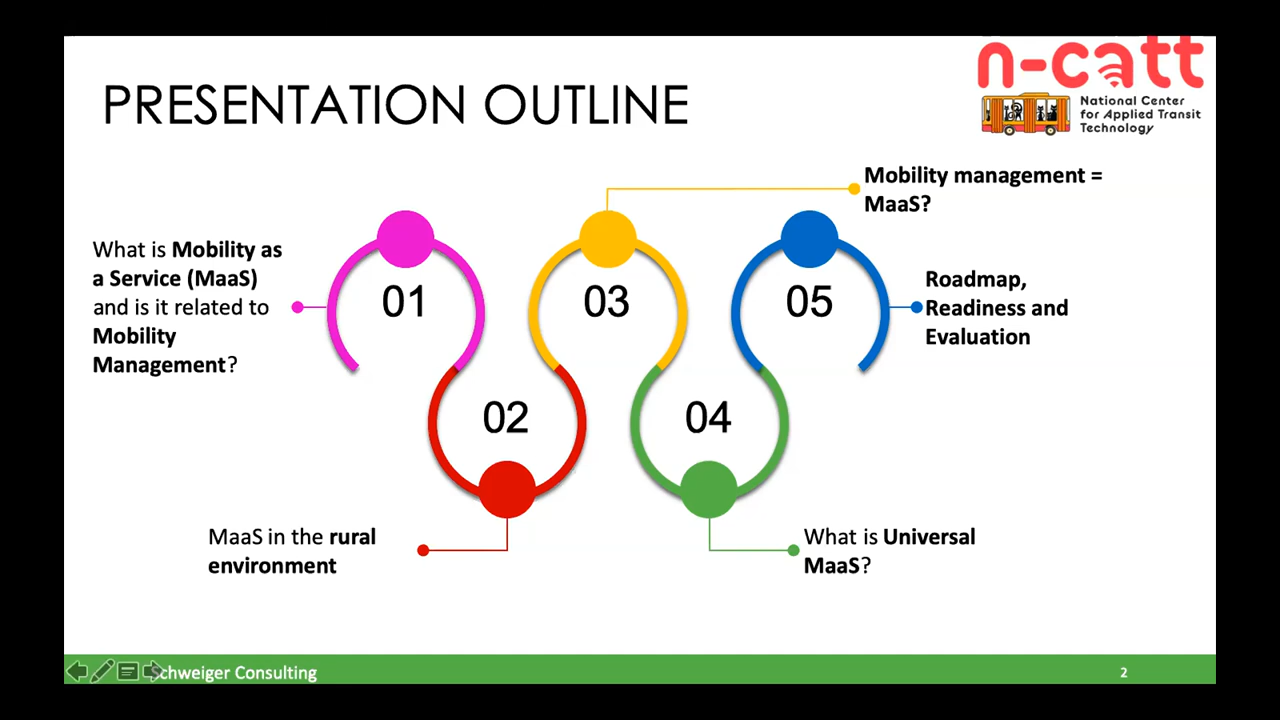 PRESENTATION OUTLINE
n-catt
National Center
for Applied Transit
Technology
Mobility management =
MaaS?
What is Mobility as
a Service (MaaS)
and is it related to
Mobility
Management?
01
03
05
Roadmap,
Readiness and
Evaluation
02
04
MaaS in the rural
environment
What is Universal
MaaS?
Schweiger Consulting
2